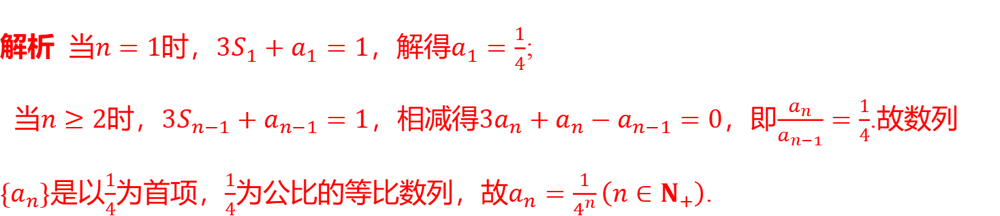 解析 当$n=1$时，$3S_1+a_1=1$，解得$a_1=\frac{1}{4}$;
当$n\geq 2$时，$3S_{n-1}+a_{n-1}=1$，相减得$3a_n+a_n-a_{n-1}=0$，即$\frac{a_n}{a_{n-1}}=\frac{1}{4}$.故数列
$\{a_n\}$是以$\frac{1}{4}$为首项，$\frac{1}{4}$为公比的等比数列，故$a_n=\frac{1}{4^n}(n\in \mathbf{N}_+)$.